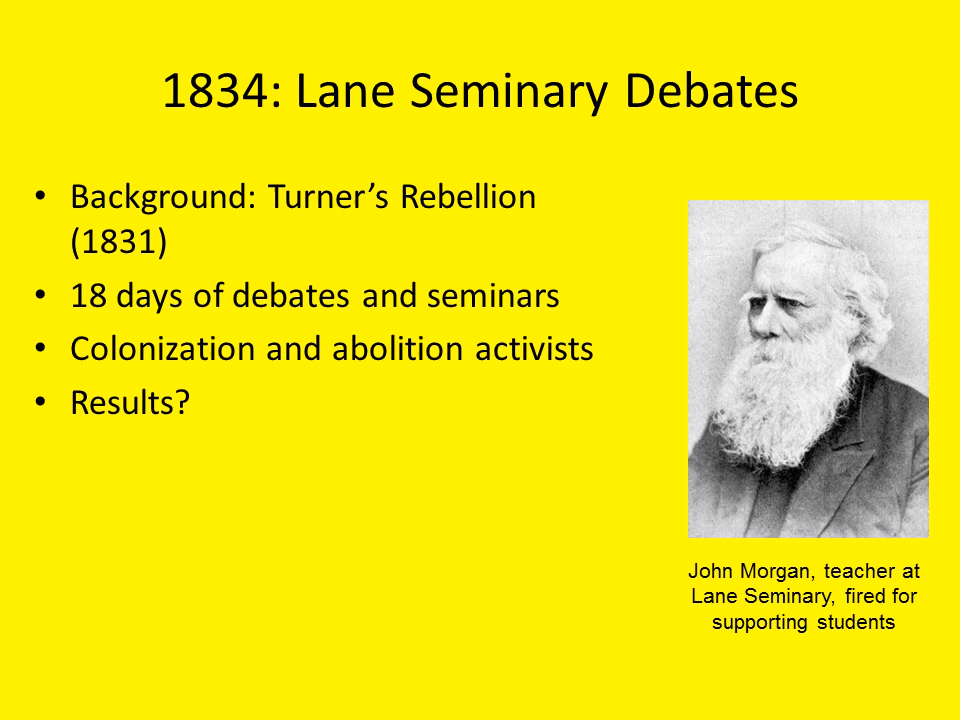 1834: Lane Seminary Debates
• Background: Turner’s Rebellion
(1831)
• 18 days of debates and seminars
• Colonization and abolition activists
• Results?
John Morgan, teacher at
Lane Seminary, fired for
supporting students